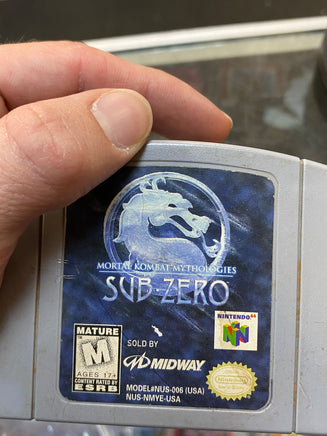 MORTAL KOMBAT MYTHOLOGIES
SUB-ZERO
MATURE
M
AGES 17+
CONTENT RATED BY
ESRB
SOLD BY
MIDWAY
MODEL#NUS-006 (USA)
NUS-NMYE-USA
NINTENDO 64